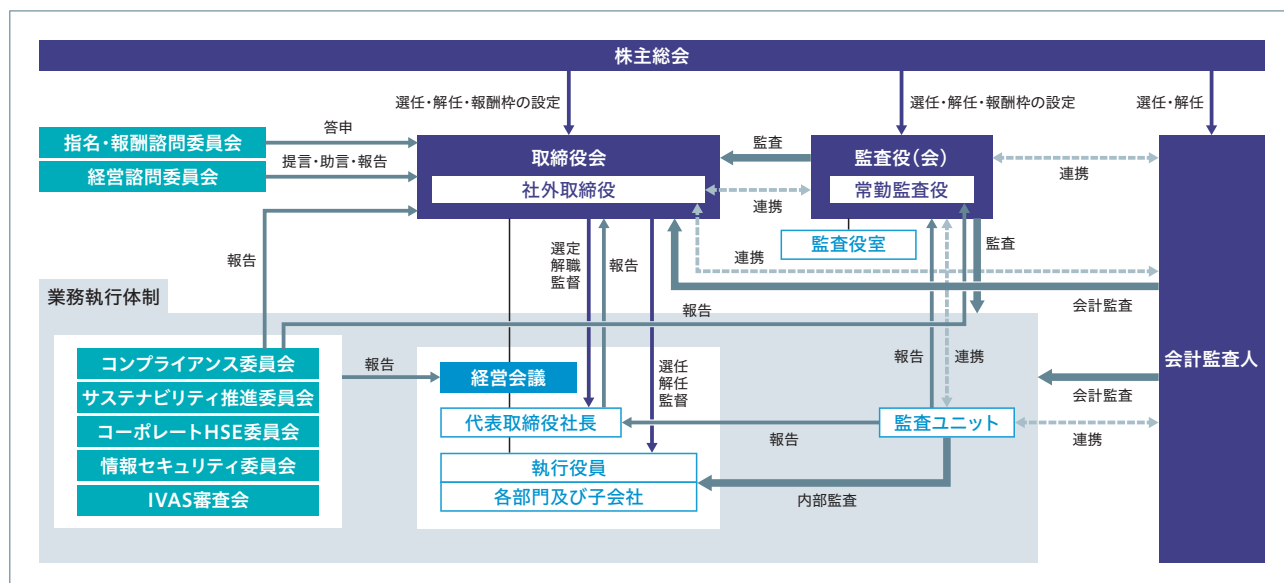 株主総会
選任・解任・報酬枠の設定
選任・解任・報酬枠の設定
選任・解任
指名・報酬諮問委員会
答申
経営諮問委員会
提言・助言・報告
取締役会
社外取締役
監査
連携
監査役(会)
常勤監査役
監査役室
連携
監査
報告
選定
解職
監督
報告
連携
会計監査
業務執行体制
報告
コンプライアンス委員会
サステナビリティ推進委員会
コーポレートHSE委員会
情報セキュリティ委員会
IVAS審査会
報告
経営会議
選任
解任
監督
代表取締役社長
報告
執行役員
各部門及び子会社
報告
連携
監査ユニット
内部監査
会計監査
連携
会計監査人